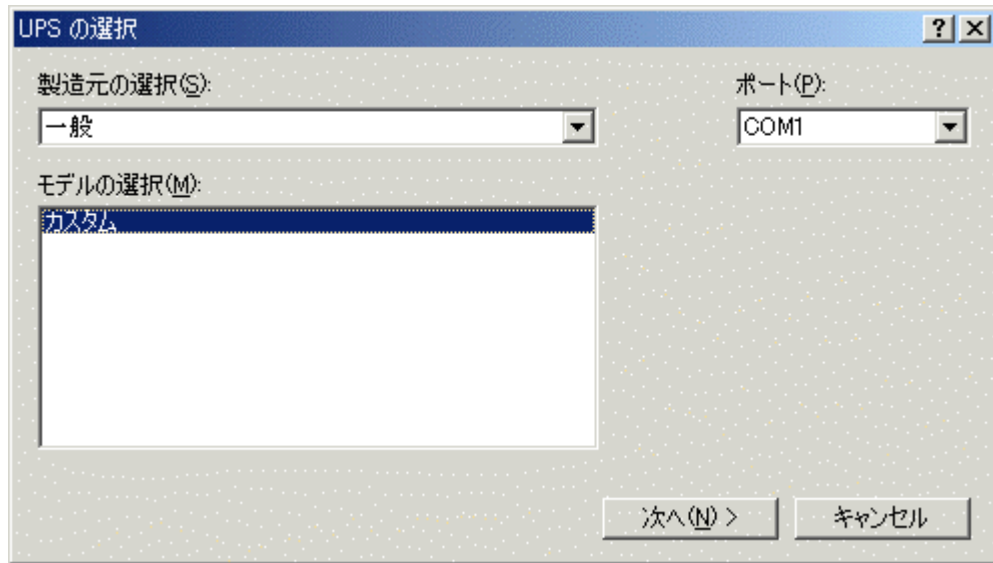 UPS の選択
製造元の選択(S):
一般
ポート(P):
COM1
モデルの選択(M):
カスタム
次へ(N) >
キャンセル